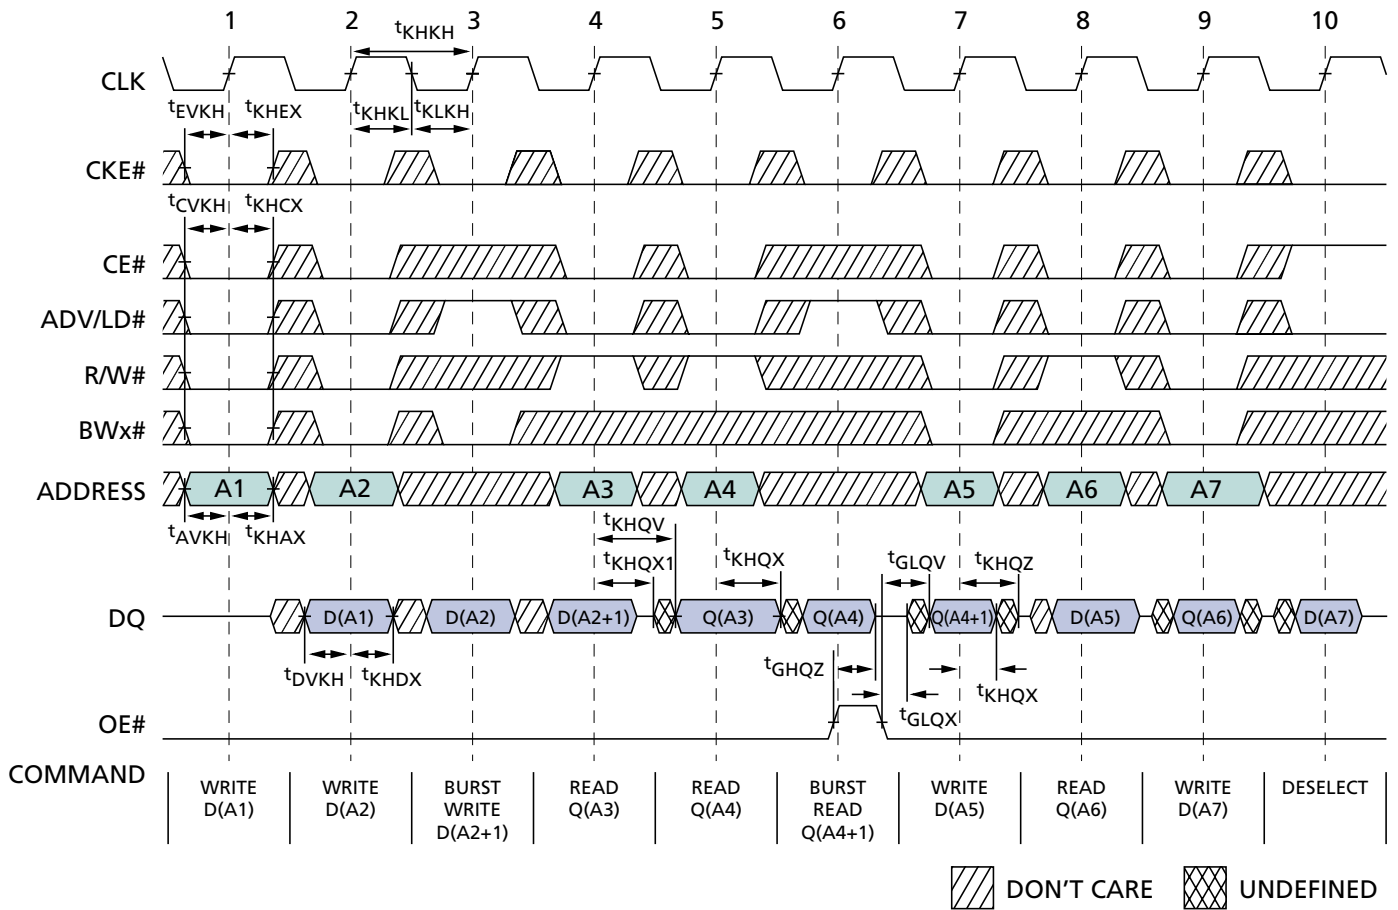 1 2 3 4 5 6 7 8 9 10
tKHKH
CLK
tEVKH tKHEX tKHKL tKLKH
CKE#
tCVKH tKHCX
CE#
ADV/LD#
R/W#
BWx#
ADDRESS A1 A2 A3 A4 A5 A6 A7
tAVKH tKHAX tKHQV
tKHQX1 tKHQX tGLQV tKHQZ
DQ D(A1) D(A2) D(A2+1) Q(A3) Q(A4) Q(A4+1) D(A5) Q(A6) D(A7)
tDVKH tKHDX tGHQZ tKHQX
tGLQX
OE#
COMMAND
WRITE WRITE BURST READ READ BURST WRITE READ WRITE DESELECT
D(A1) D(A2) WRITE Q(A3) Q(A4) READ D(A5) Q(A6) D(A7)
D(A2+1) Q(A4+1)
DON'T CARE UNDEFINED